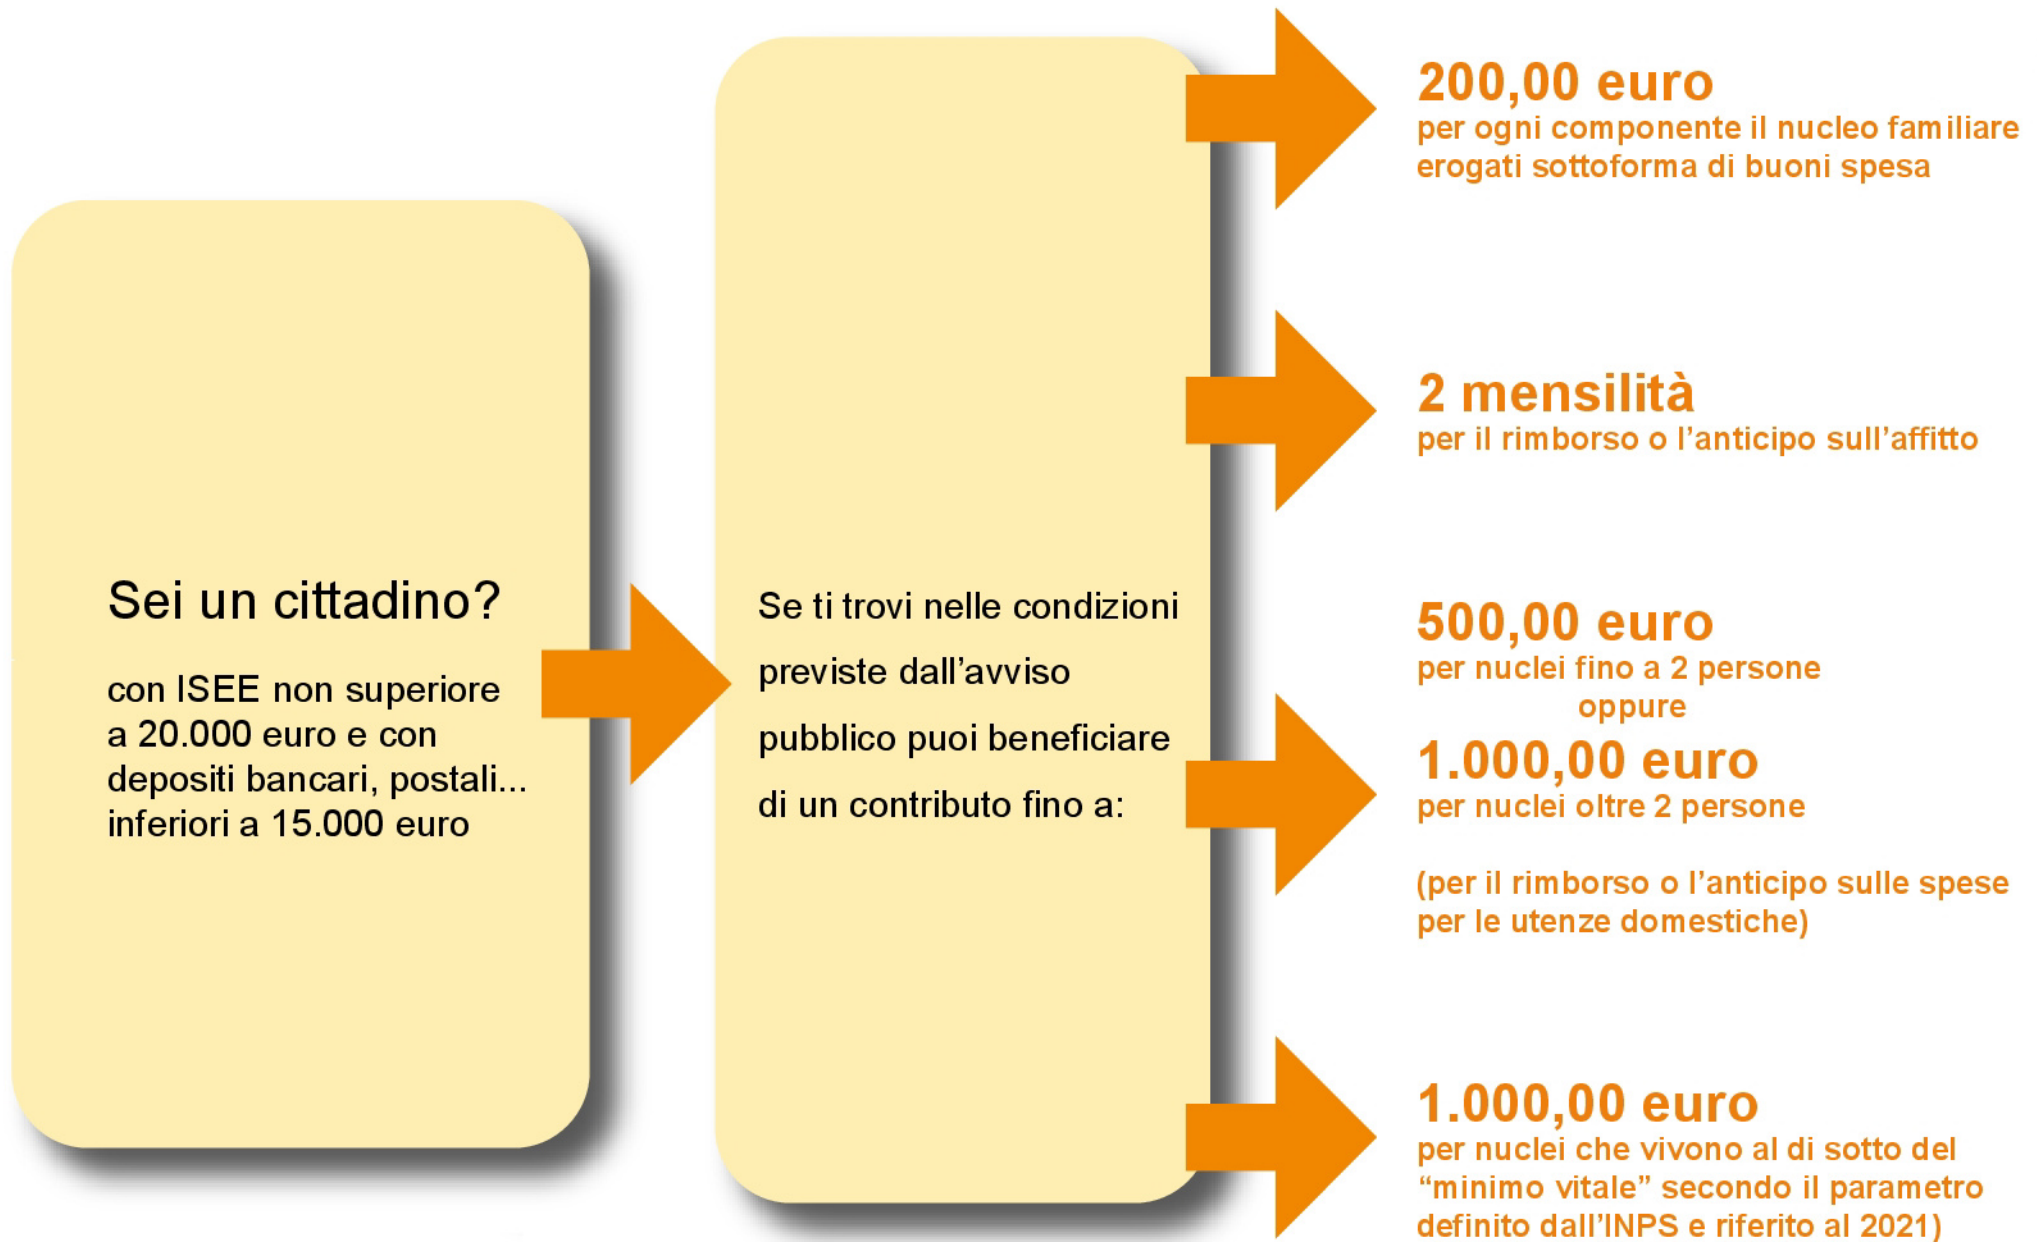 Sei un cittadino?
con ISEE non superiore
a 20.000 euro e con
depositi bancari, postali...
inferiori a 15.000 euro
Se ti trovi nelle condizioni
previste dall'avviso
pubblico puoi beneficiare
di un contributo fino a:
200,00 euro
per ogni componente il nucleo familiare
erogati sottoforma di buoni spesa
2 mensilità
per il rimborso o l'anticipo sull'affitto
500,00 euro
per nuclei fino a 2 persone
oppure
1.000,00 euro
per nuclei oltre 2 persone
(per il rimborso o l'anticipo sulle spese
per le utenze domestiche)
1.000,00 euro
per nuclei che vivono al di sotto del
“minimo vitale” secondo il parametro
definito dall'INPS e riferito al 2021)